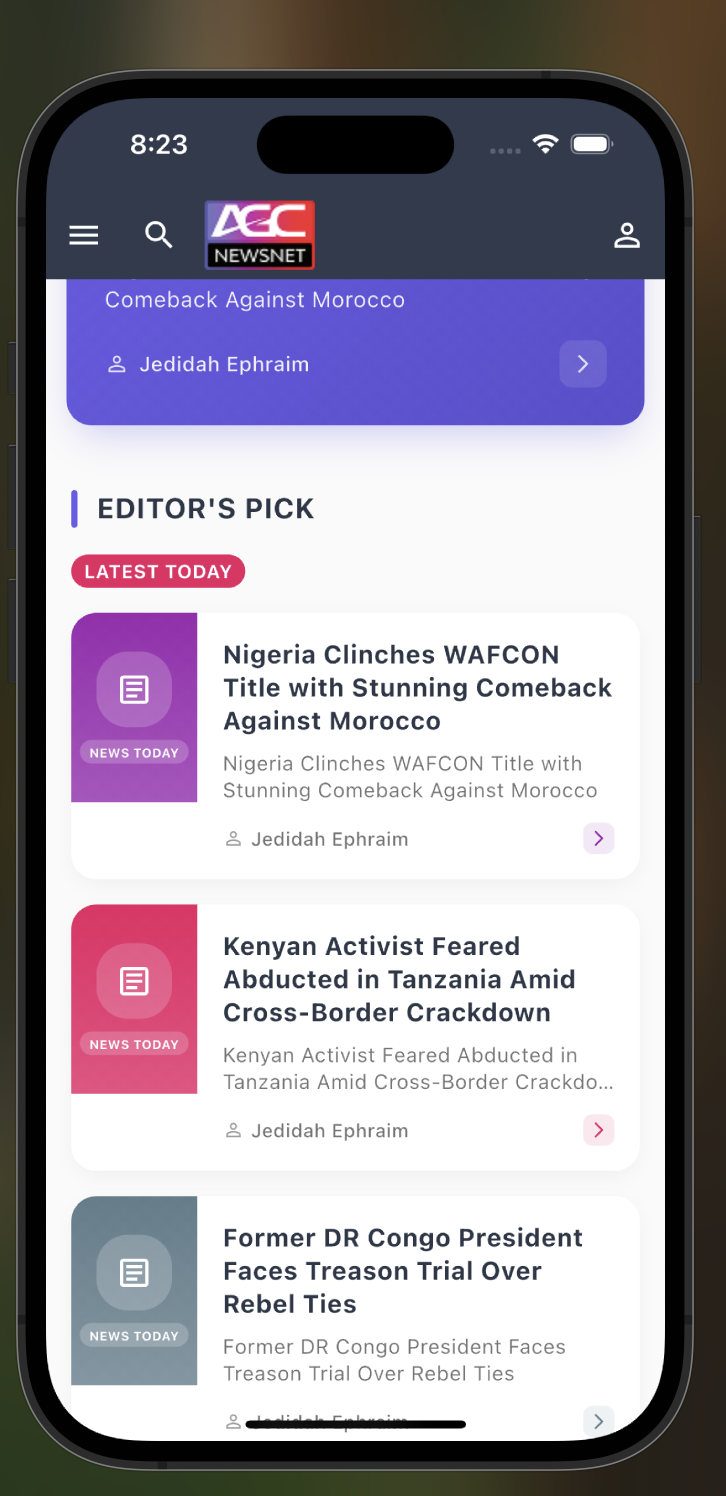 8:23
AGC
NEWSNET
Comeback Against Morocco
Jedidah Ephraim
EDITOR'S PICK
LATEST TODAY
NEWS TODAY
Nigeria Clinches WAFCON
Title with Stunning Comeback
Against Morocco
Nigeria Clinches WAFCON Title with
Stunning Comeback Against Morocco
Jedidah Ephraim
NEWS TODAY
Kenyan Activist Feared
Abducted in Tanzania Amid
Cross-Border Crackdown
Kenyan Activist Feared Abducted in
Tanzania Amid Cross-Border Crackdo...
Jedidah Ephraim
NEWS TODAY
Former DR Congo President
Faces Treason Trial Over
Rebel Ties
Former DR Congo President Faces
Treason Trial Over Rebel Ties
Jedidah Ephraim